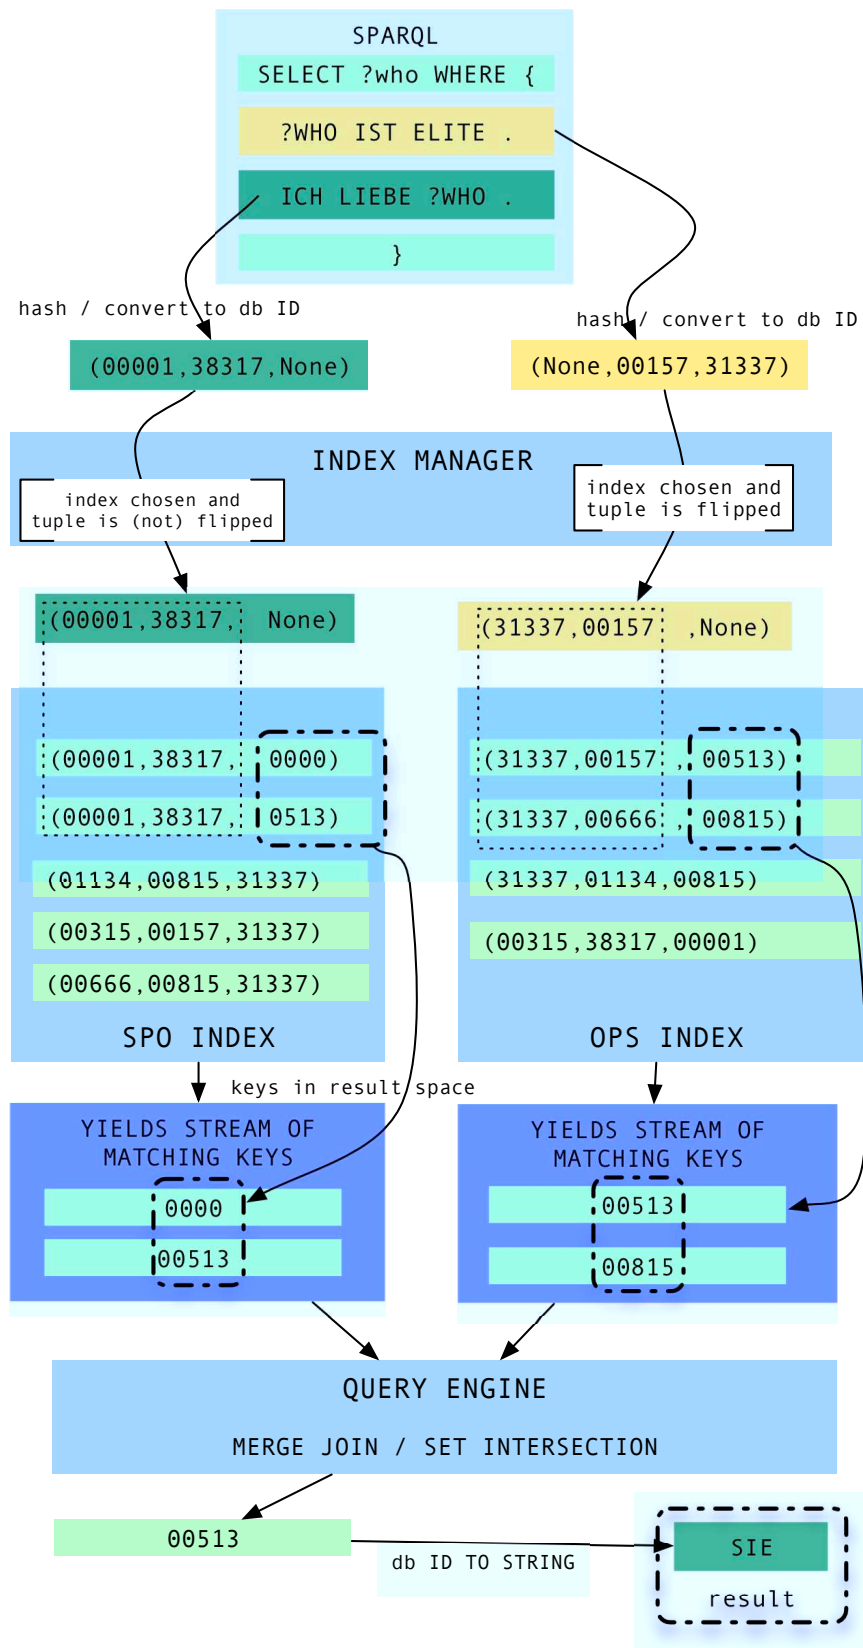 SPARQL
SELECT ?who WHERE {
?WHO IST ELITE .
ICH LIEBE ?WHO .
}
hash / convert to db ID
hash / convert to db ID
(00001,38317,None)
(None,00157,31337)
INDEX MANAGER
index chosen and
tuple is (not) flipped
index chosen and
tuple is flipped
(00001,38317, None)
(31337,00157 ,None)
(00001,38317, 0000)
(00001,38317, 0513)
(01134,00815,31337)
(00315,00157,31337)
(00666,00815,31337)
SPO INDEX
(31337,00157 , 00513)
(31337,00666 , 00815)
(31337,01134,00815)
(00315,38317,00001)
OPS INDEX
keys in result space
YIELDS STREAM OF
MATCHING KEYS
0000
00513
YIELDS STREAM OF
MATCHING KEYS
00513
00815
QUERY ENGINE
MERGE JOIN / SET INTERSECTION
00513
db ID TO STRING
SIE
result